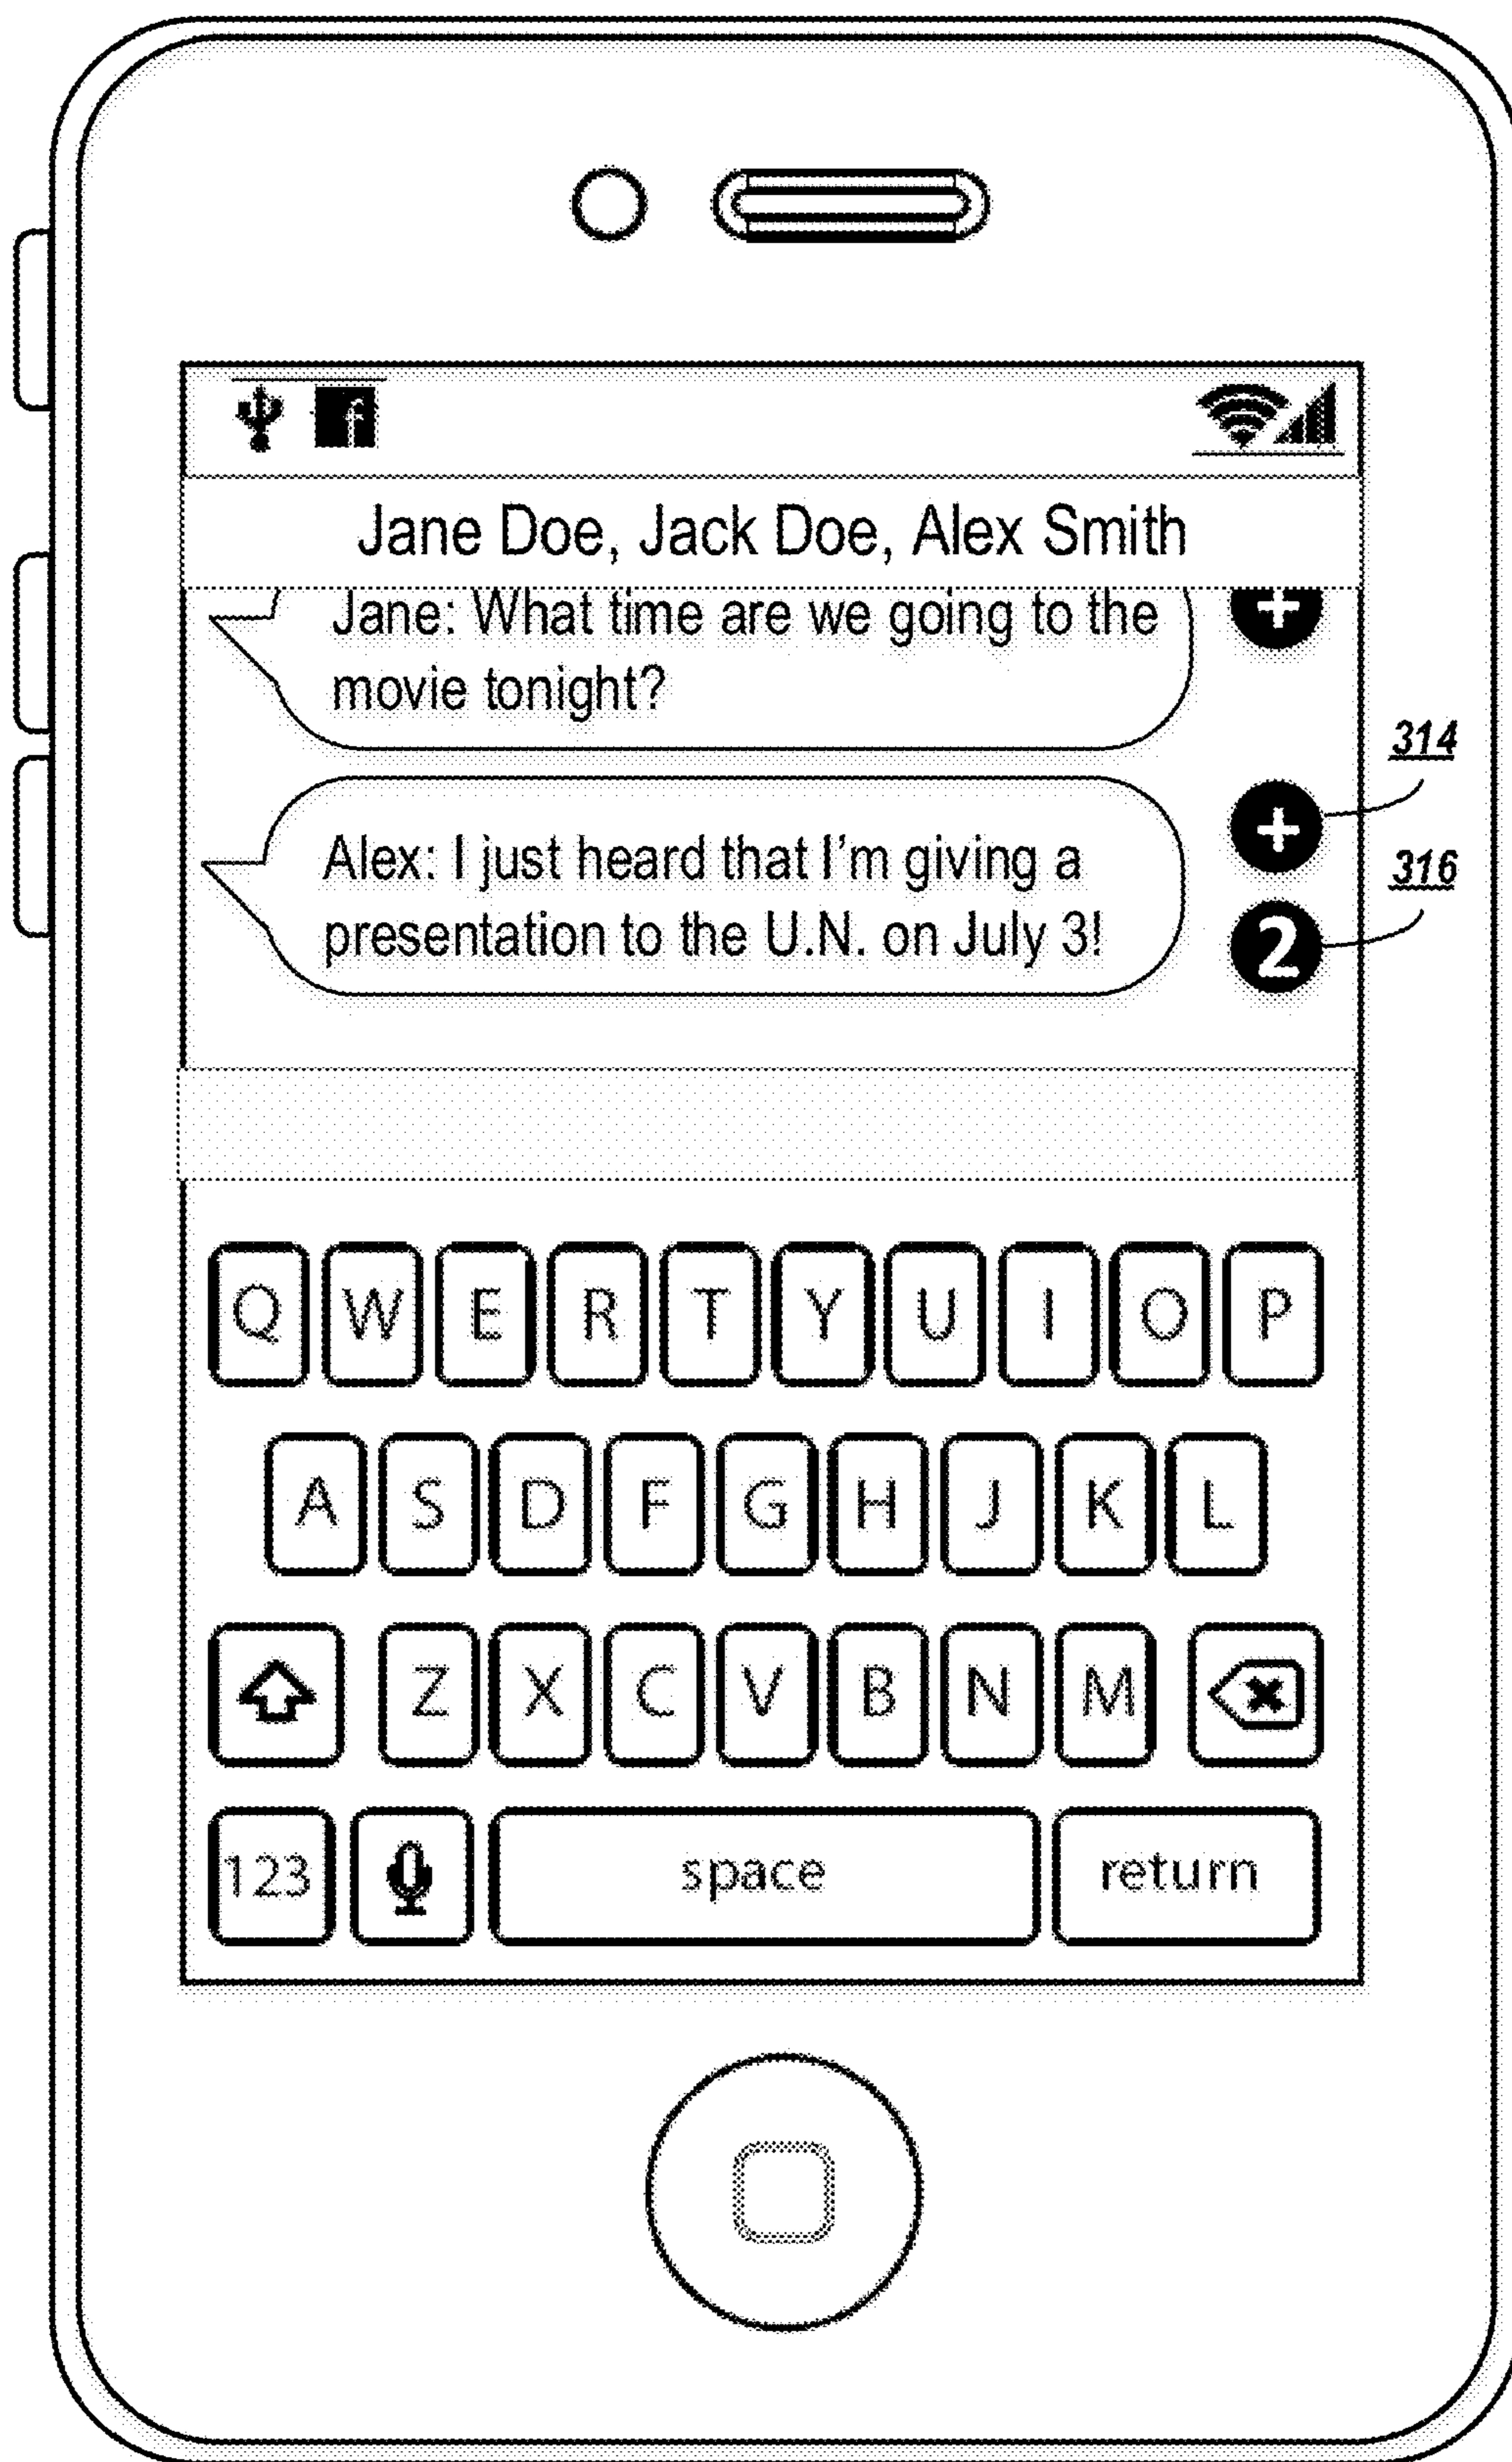 Jane Doe, Jack Doe, Alex Smith
Jane: What time are we going to the
movie tonight?
+
314
Alex: I just heard that I'm giving a
presentation to the U.N. on July 3!
+
316
2
Q W E R T Y U I O P
A S D F G H J K L
Z X C V B N M
123 space return